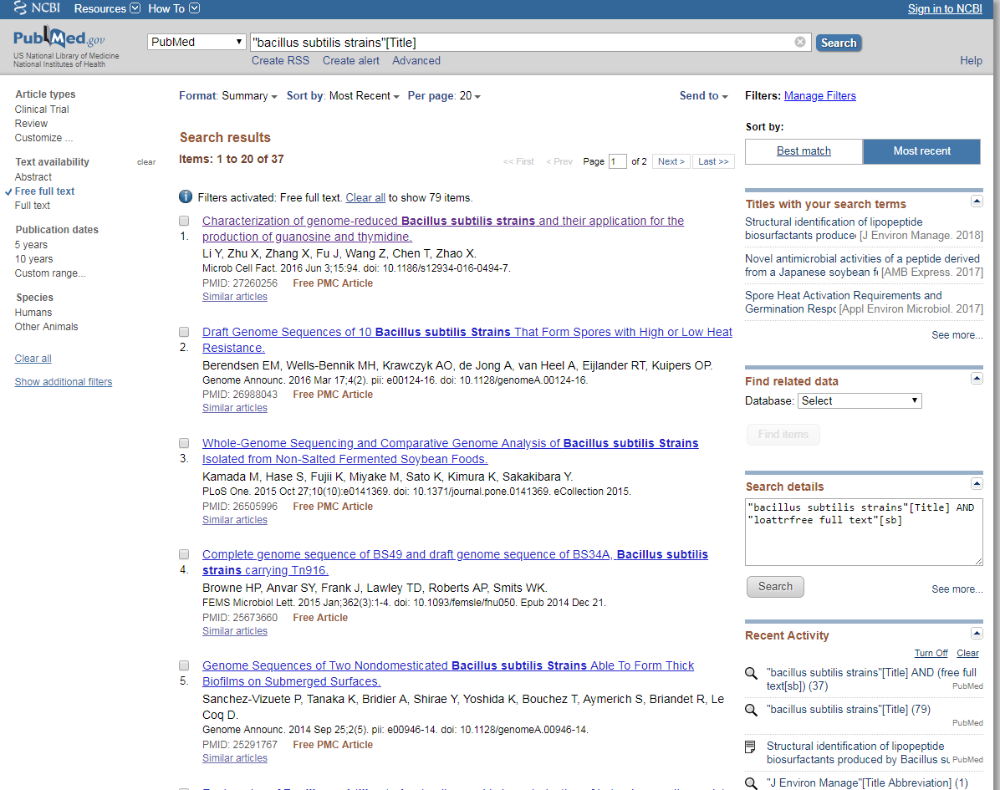 NCBI Resources How To Sign in to NCBI
PubMed.gov
US National Library of Medicine
National Institutes of Health
PubMed "bacillus subtilis strains"[Title] Search
Create RSS Create alert Advanced Help
Article types
Clinical Trial
Review
Customize ...
Text availability clear
Abstract
Free full text
Full text
Publication dates
5 years
10 years
Custom range...
Species
Humans
Other Animals
Clear all
Show additional filters
Format: Summary Sort by: Most Recent Per page: 20 Send to
Search results
Items: 1 to 20 of 37
<< First < Prev Page 1 of 2 Next > Last >>
Filters activated: Free full text. Clear all to show 79 items.
Characterization of genome-reduced Bacillus subtilis strains and their application for the
1. production of guanosine and thymidine.
Li Y, Zhu X, Zhang X, Fu J, Wang Z, Chen T, Zhao X.
Microb Cell Fact. 2016 Jun 3;15:94. doi: 10.1186/s12934-016-0494-7.
PMID: 27260256 Free PMC Article
Similar articles
Draft Genome Sequences of 10 Bacillus subtilis Strains That Form Spores with High or Low Heat
2. Resistance.
Berendsen EM, Wells-Bennik MH, Krawczyk AO, de Jong A, van Heel A, Eijlander RT, Kuipers OP.
Genome Announc. 2016 Mar 17;4(2). pii: e00124-16. doi: 10.1128/genomeA.00124-16.
PMID: 26988043 Free PMC Article
Similar articles
Whole-Genome Sequencing and Comparative Genome Analysis of Bacillus subtilis Strains
3. Isolated from Non-Salted Fermented Soybean Foods.
Kamada M, Hase S, Fujii K, Miyake M, Sato K, Kimura K, Sakakibara Y.
PLoS One. 2015 Oct 27;10(10):e0141369. doi: 10.1371/journal.pone.0141369. eCollection 2015.
PMID: 26505996 Free PMC Article
Similar articles
Complete genome sequence of BS49 and draft genome sequence of BS34A, Bacillus subtilis
4. strains carrying Tn916.
Browne HP, Anvar SY, Frank J, Lawley TD, Roberts AP, Smits WK.
FEMS Microbiol Lett. 2015 Jan;362(3):1-4. doi: 10.1093/femsle/fnu050. Epub 2014 Dec 21.
PMID: 25673660 Free Article
Similar articles
Genome Sequences of Two Nondomesticated Bacillus subtilis Strains Able To Form Thick
5. Biofilms on Submerged Surfaces.
Sanchez-Vizuete P, Tanaka K, Bridier A, Shirae Y, Yoshida K, Bouchez T, Aymerich S, Briandet R, Le
Coq D.
Genome Announc. 2014 Sep 25;2(5). pii: e00946-14. doi: 10.1128/genomeA.00946-14.
PMID: 25291767 Free PMC Article
Similar articles
Filters: Manage Filters
Sort by:
Best match Most recent
Titles with your search terms
Structural identification of lipopeptide
biosurfactants produce [J Environ Manage. 2018]
Novel antimicrobial activities of a peptide derived
from a Japanese soybean f [AMB Express. 2017]
Spore Heat Activation Requirements and
Germination Respo [Appl Environ Microbiol. 2017]
See more...
Find related data
Database: Select
Find items
Search details
"bacillus subtilis strains"[Title] AND
"loattrfree full text"[sb]
Search See more...
Recent Activity
Turn Off Clear
"bacillus subtilis strains"[Title] AND (free full
text[sb]) (37) PubMed
"bacillus subtilis strains"[Title] (79)
PubMed
Structural identification of lipopeptide
biosurfactants produced by Bacillus su PubMed
"J Environ Manage"[Title Abbreviation] (1)